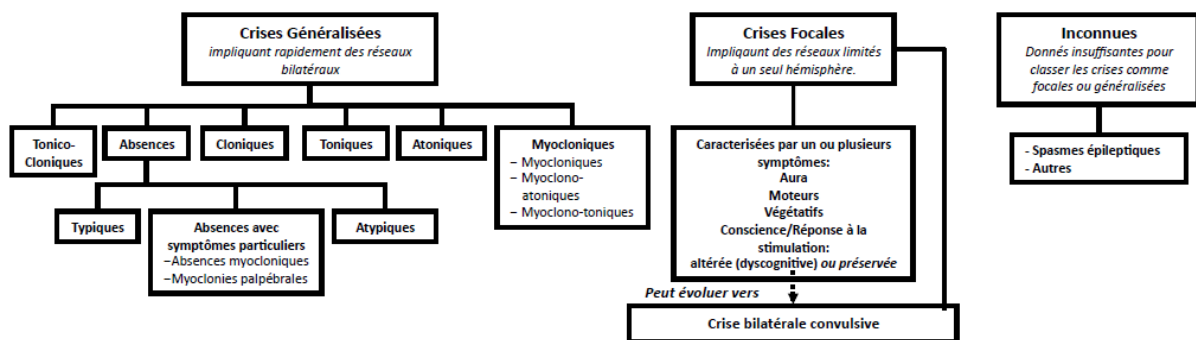 Crises Généralisées
impliquant rapidement des réseaux
bilatéraux
Tonico-
Cloniques
Absences
Cloniques
Toniques
Atoniques
Myocloniques
– Myocloniques
– Myoclono-
atoniques
– Myoclono-toniques
Typiques
Absences avec
symptômes particuliers
–Absences myocloniques
–Myoclonies palpébrales
Atypiques
Crises Focales
Impliqaunt des réseaux limités
à un seul hémisphère.
Caractérisées par un ou plusieurs
symptômes:
Aura
Moteurs
Végétatifs
Conscience/Réponse à la
stimulation:
altérée (dyscognitive) ou préservée
Peut évoluer vers
Crise bilatérale convulsive
Inconnues
Donnés insuffisantes pour
classer les crises comme
focales ou généralisées
- Spasmes épileptiques
- Autres